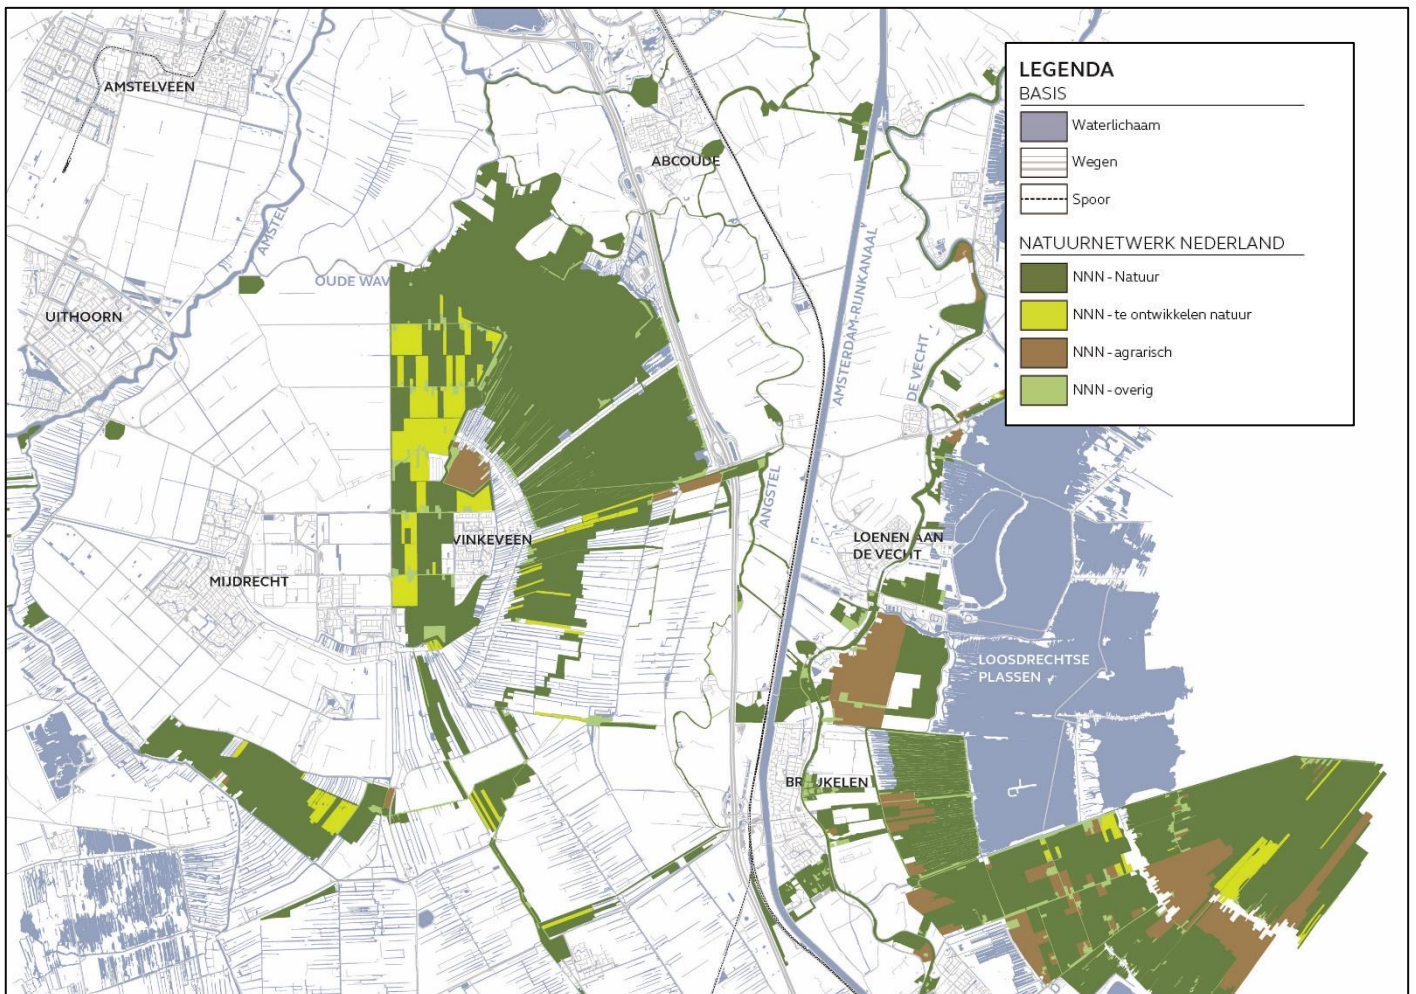 AMSTELVEEN
ABCOUDE
AMSTEL
OUDE WAV
UITHOORN
AMSTERDAM-RIJNKANAAL
DE VECHT
ANGSTEL
VINKEVEEN
LOENEN AAN
DE VECHT
MIJDRECHT
LOOSDRECHTSE
PLASSEN
BREUKELEN
LEGENDA
BASIS
Waterlichaam
Wegen
Spoor
NATUURNETWERK NEDERLAND
NNN - Natuur
NNN - te ontwikkelen natuur
NNN - agrarisch
NNN - overig